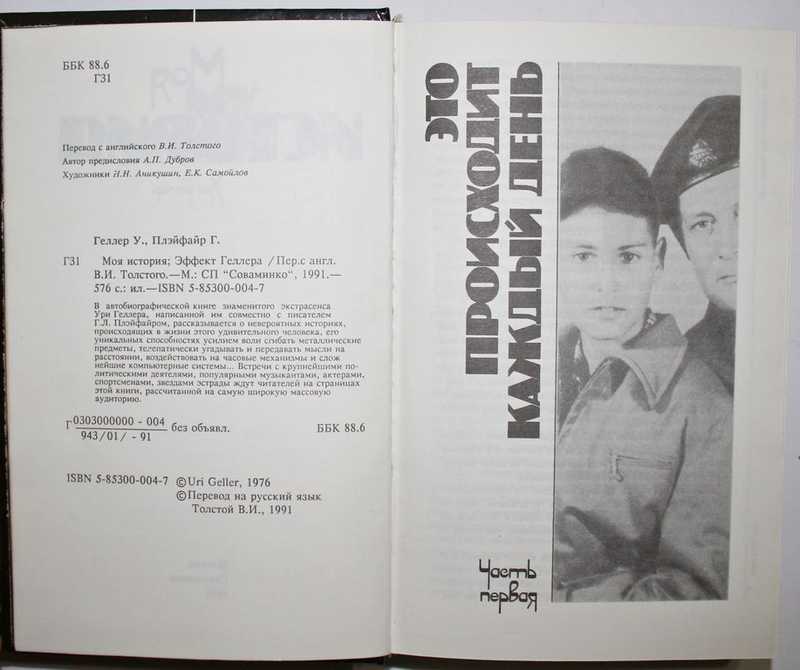 ББК 88.6
Г31
Перевод с английского В.И. Толстого
Автор предисловия А.П. Дубров
Художники Н.Н. Аникушин, Е.К. Самойлов
Геллер У., Плэйфайр Г.
Г31 Моя история; Эффект Геллера /Пер.с англ.
В.И. Толстого.—М.: СП "Соваминко", 1991.—
576 с.: ил.—ISBN 5-85300-004-7
В автобиографической книге знаменитого экстрасенса
Ури Геллера, написанной им совместно с писателем
Г.Л. Плэйфайром, рассказывается о невероятных историях,
происходящих в жизни этого удивительного человека, его
уникальных способностях усилием воли сгибать металлические
предметы, телепатически угадывать и передавать мысли на
расстоянии, воздействовать на часовые механизмы и слож
нейшие компьютерные системы... Встречи с крупнейшими по-
литическими деятелями, популярными музыкантами, актерами,
спортсменами, звездами эстрады ждут читателей на страницах
этой книги, рассчитанной на самую широкую массовую
аудиторию.
Г 0303000000 - 004
943/01/ - 91 без объявл. ББК 88.6
ISBN 5-85300-004-7 ©Uri Geller, 1976
©Перевод на русский язык
Толстой В.И., 1991
ЭТО
ПРОИСХОДИТ
КАЖДЫЙ ДЕНЬ
Часть
первая